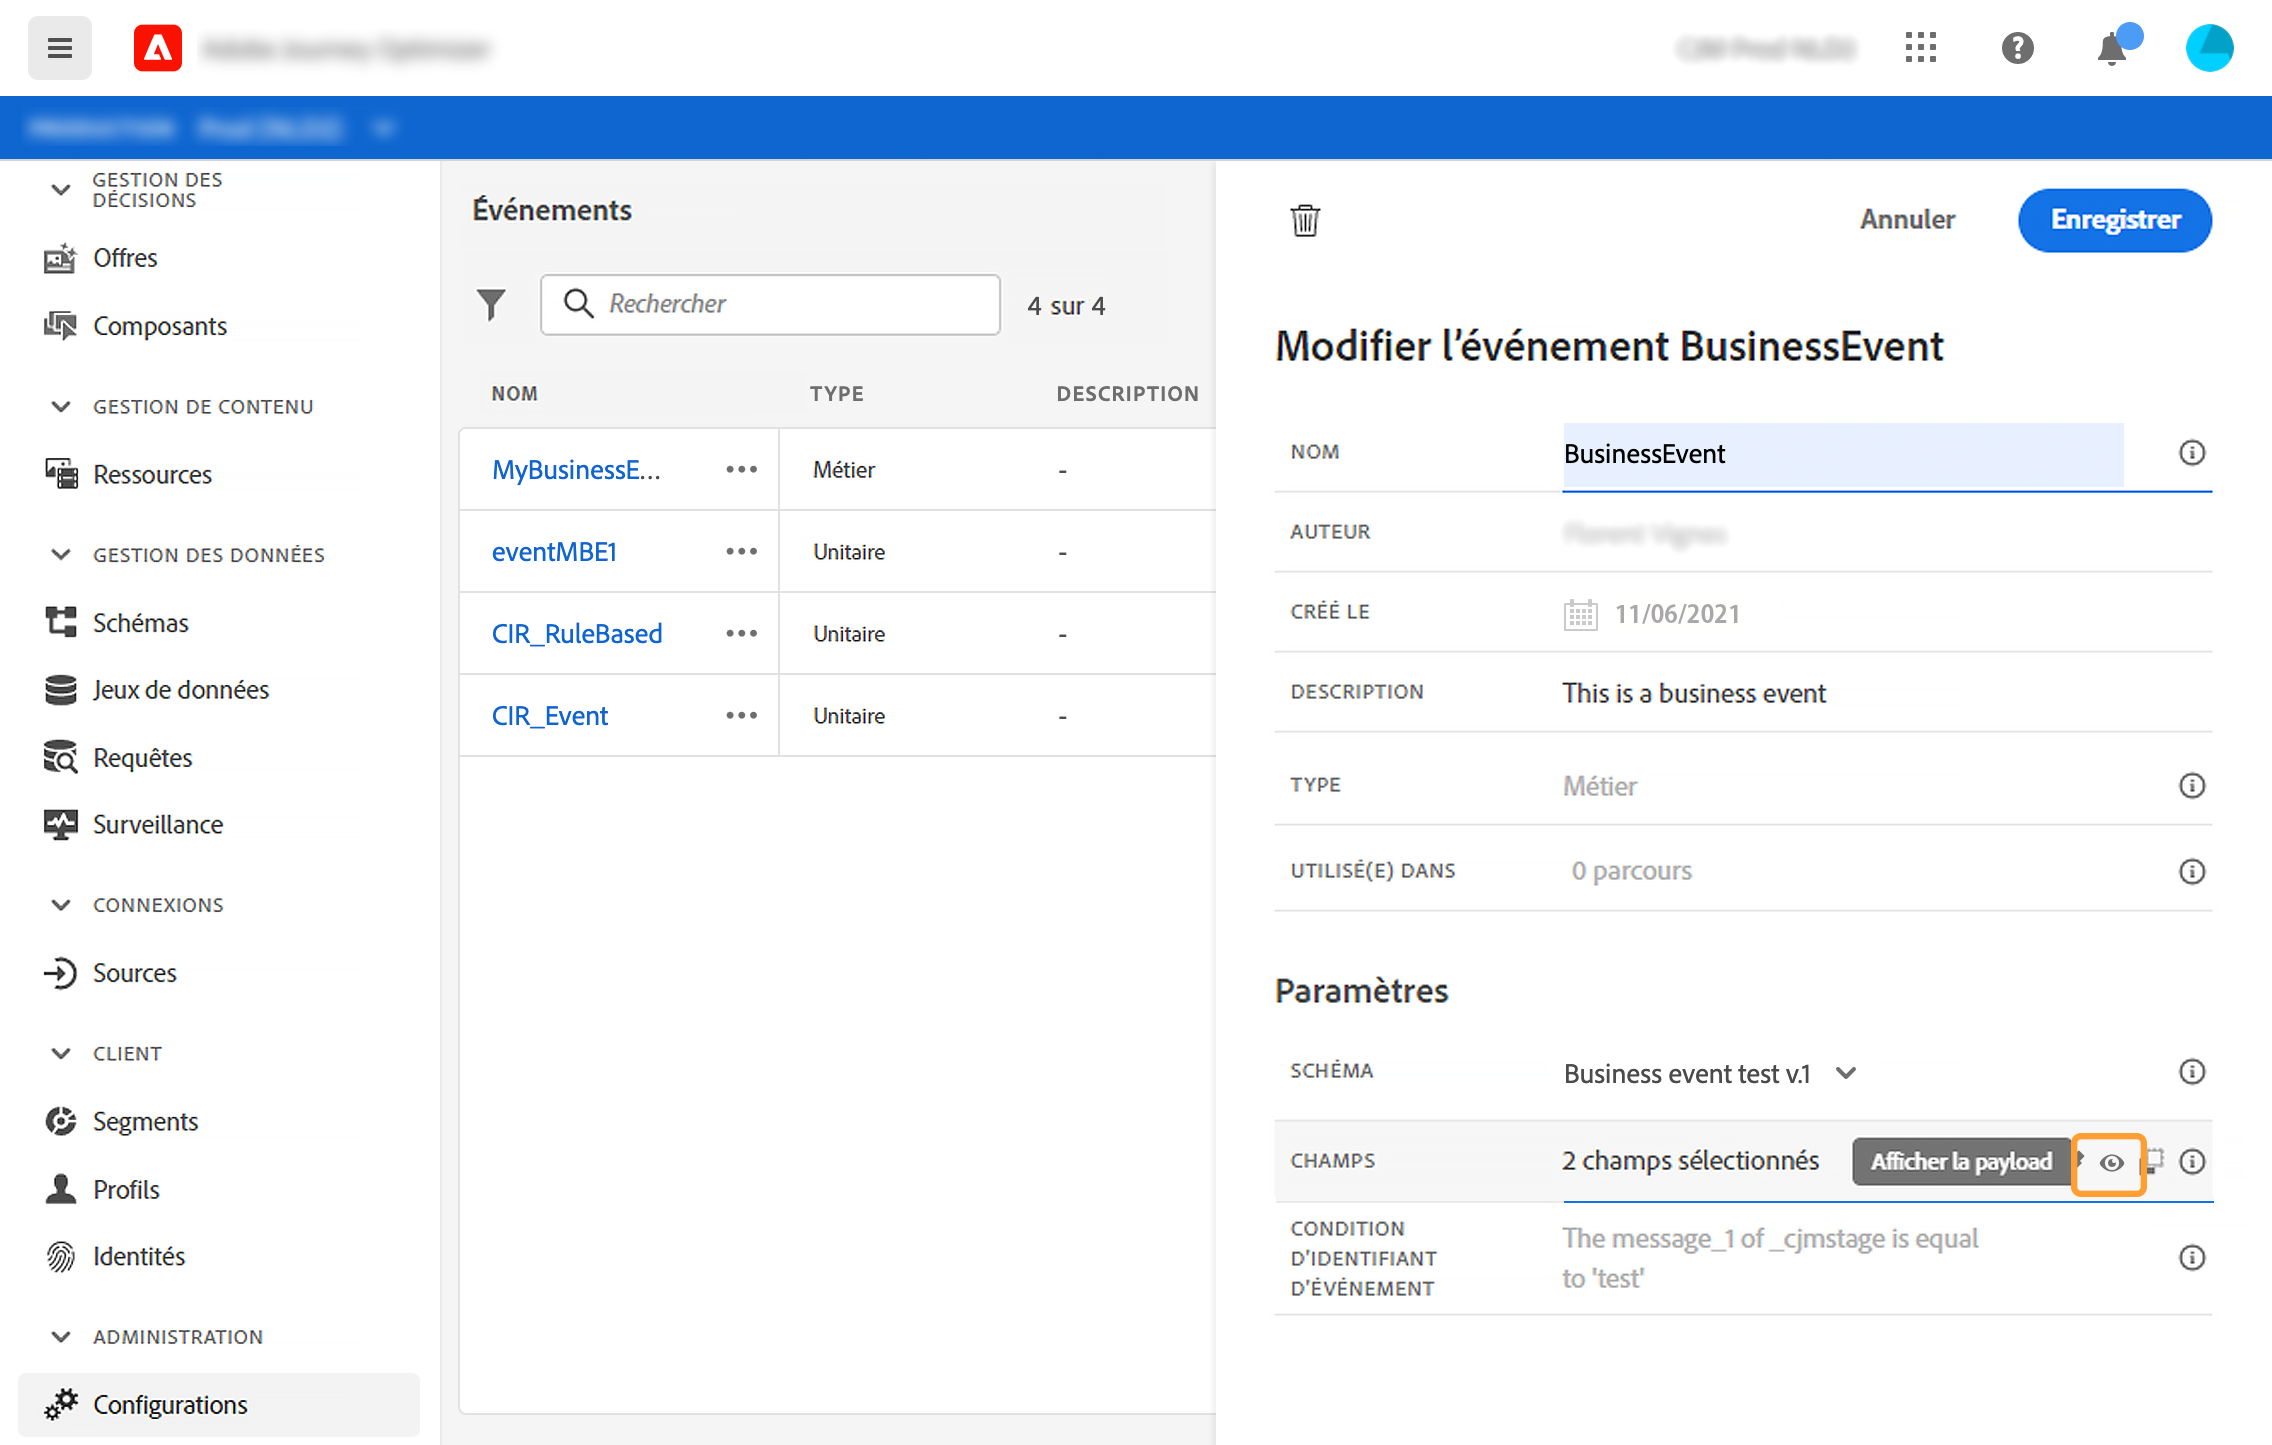 GESTION DES
DÉCISIONS
Offres
Composants
GESTION DE CONTENU
Ressources
GESTION DES DONNÉES
Schémas
Jeux de données
Requêtes
Surveillance
CONNEXIONS
Sources
CLIENT
Segments
Profils
Identités
ADMINISTRATION
Configurations
Événements
Rechercher
4 sur 4
NOM TYPE DESCRIPTION
MyBusinessE... ••• Métier -
eventMBE1 ••• Unitaire -
CIR_RuleBased ••• Unitaire -
CIR_Event ••• Unitaire -
Annuler
Enregistrer
Modifier l’événement BusinessEvent
NOM BusinessEvent
AUTEUR
CRÉÉ LE 11/06/2021
DESCRIPTION This is a business event
TYPE Métier
UTILISÉ(E) DANS 0 parcours
Paramètres
SCHÉMA Business event test v.1
CHAMPS 2 champs sélectionnés Afficher la payload
CONDITION
D'IDENTIFIANT
D'ÉVÉNEMENT
The message_1 of _cjmstage is equal
to 'test'